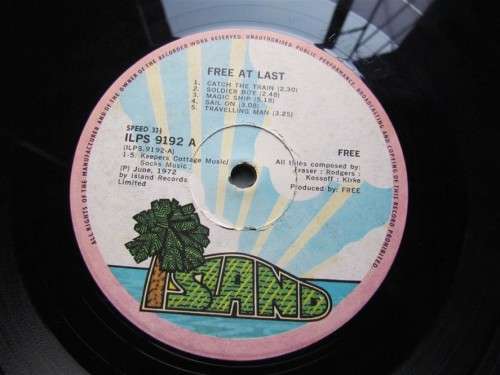 ALL RIGHTS OF THE MANUFACTURER AND OF THE OWNER OF THE RECORDED WORK RESERVED. UNAUTHORISED PUBLIC PERFORMANCE, BROADCASTING AND COPYING OF THIS RECORD PROHIBITED.
FREE AT LAST
1. CATCH THE TRAIN (2.30)
2. SOLDIER BOY (2.48)
3. MAGIC SHIP (5.18)
4. SAIL ON (3.05)
5. TRAVELLING MAN (3.25)
SPEED 33⅓
ILPS 9192 A
(ILPS.9192-A)
1-5: Keepers Cottage Music/
Socks Music
(P) June, 1972
by Island Records
Limited
FREE
All titles composed by:
Fraser : Rodgers :
Kossoff : Kirke
Produced by: FREE
ISLAND